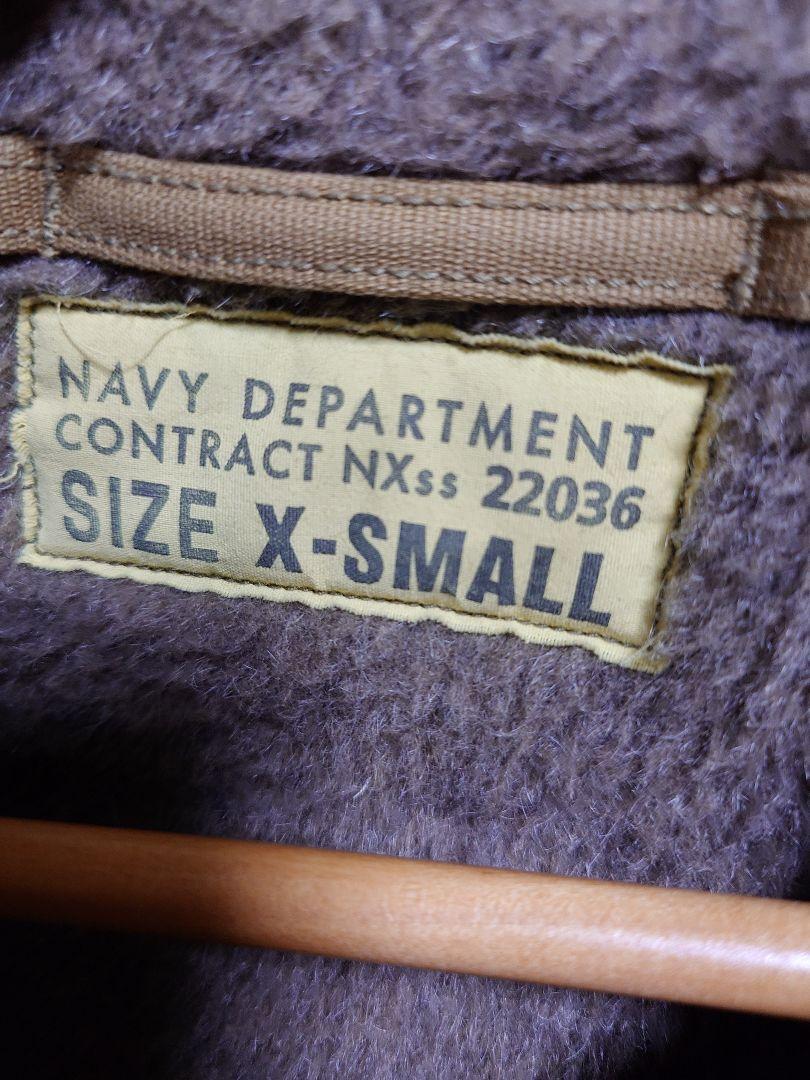 NAVY DEPARTMENT
CONTRACT NXss 22036
SIZE X-SMALL